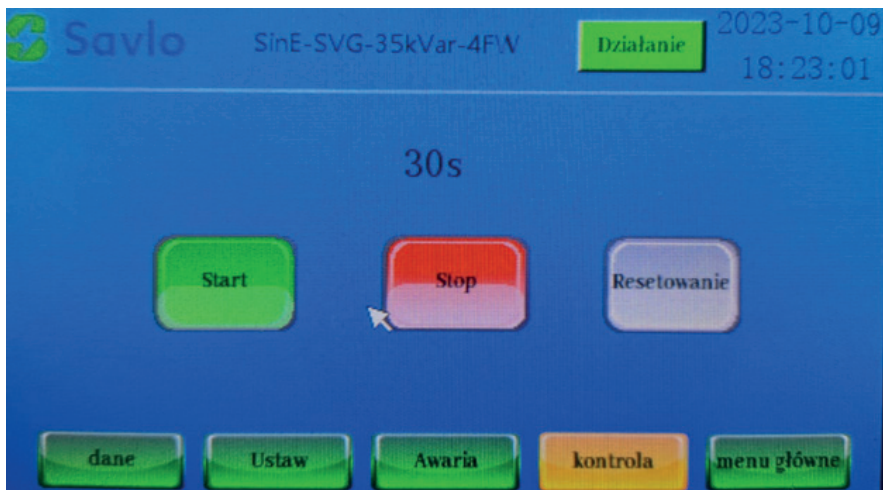 Savlo
SinE-SVG-35kVar-4FW
Działanie
2023-10-09
18:23:01
30s
Start
Stop
Resetowanie
dane
Ustaw
Awaria
kontrola
menu główne